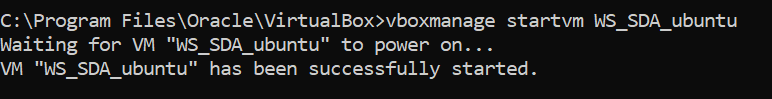 C:\Program Files\Oracle\VirtualBox>vboxmanage startvm WS_SDA_ubuntu
Waiting for VM "WS_SDA_ubuntu" to power on...
VM "WS_SDA_ubuntu" has been successfully started.